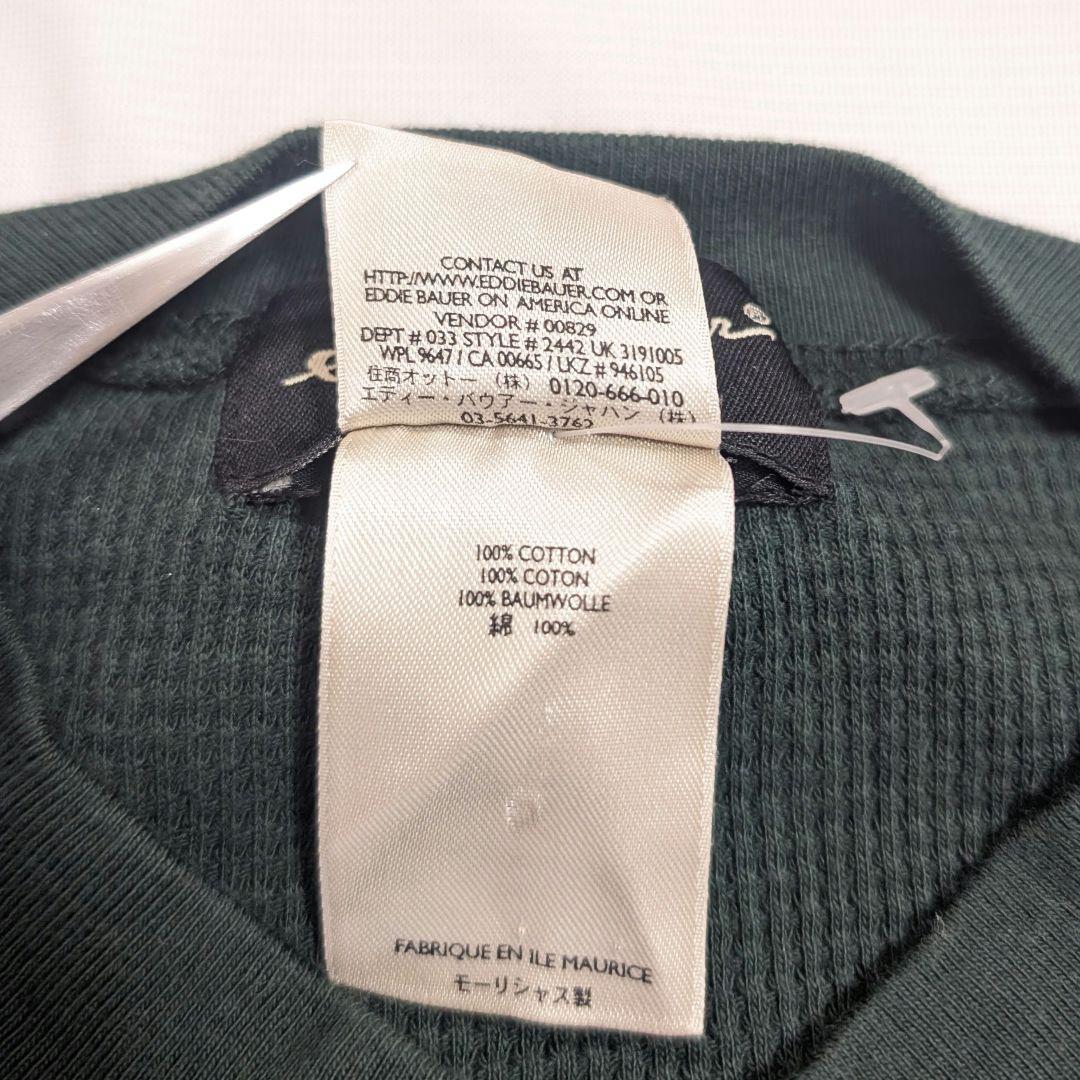 CONTACT US AT
HTTP://WWW.EDDIEBAUER.COM OR
EDDIE BAUER ON AMERICA ONLINE
VENDOR # 00829
DEPT # 033 STYLE # 2442 UK 3191005
WPL 9647 / CA 00665 / LKZ # 946105
住商オットー (株) 0120-666-010
エディー・バウアー・ジャパン (株)
03-5641-3762
100% COTTON
100% COTON
100% BAUMWOLLE
綿 100%
FABRIQUE EN ILE MAURICE
モーリシャス製